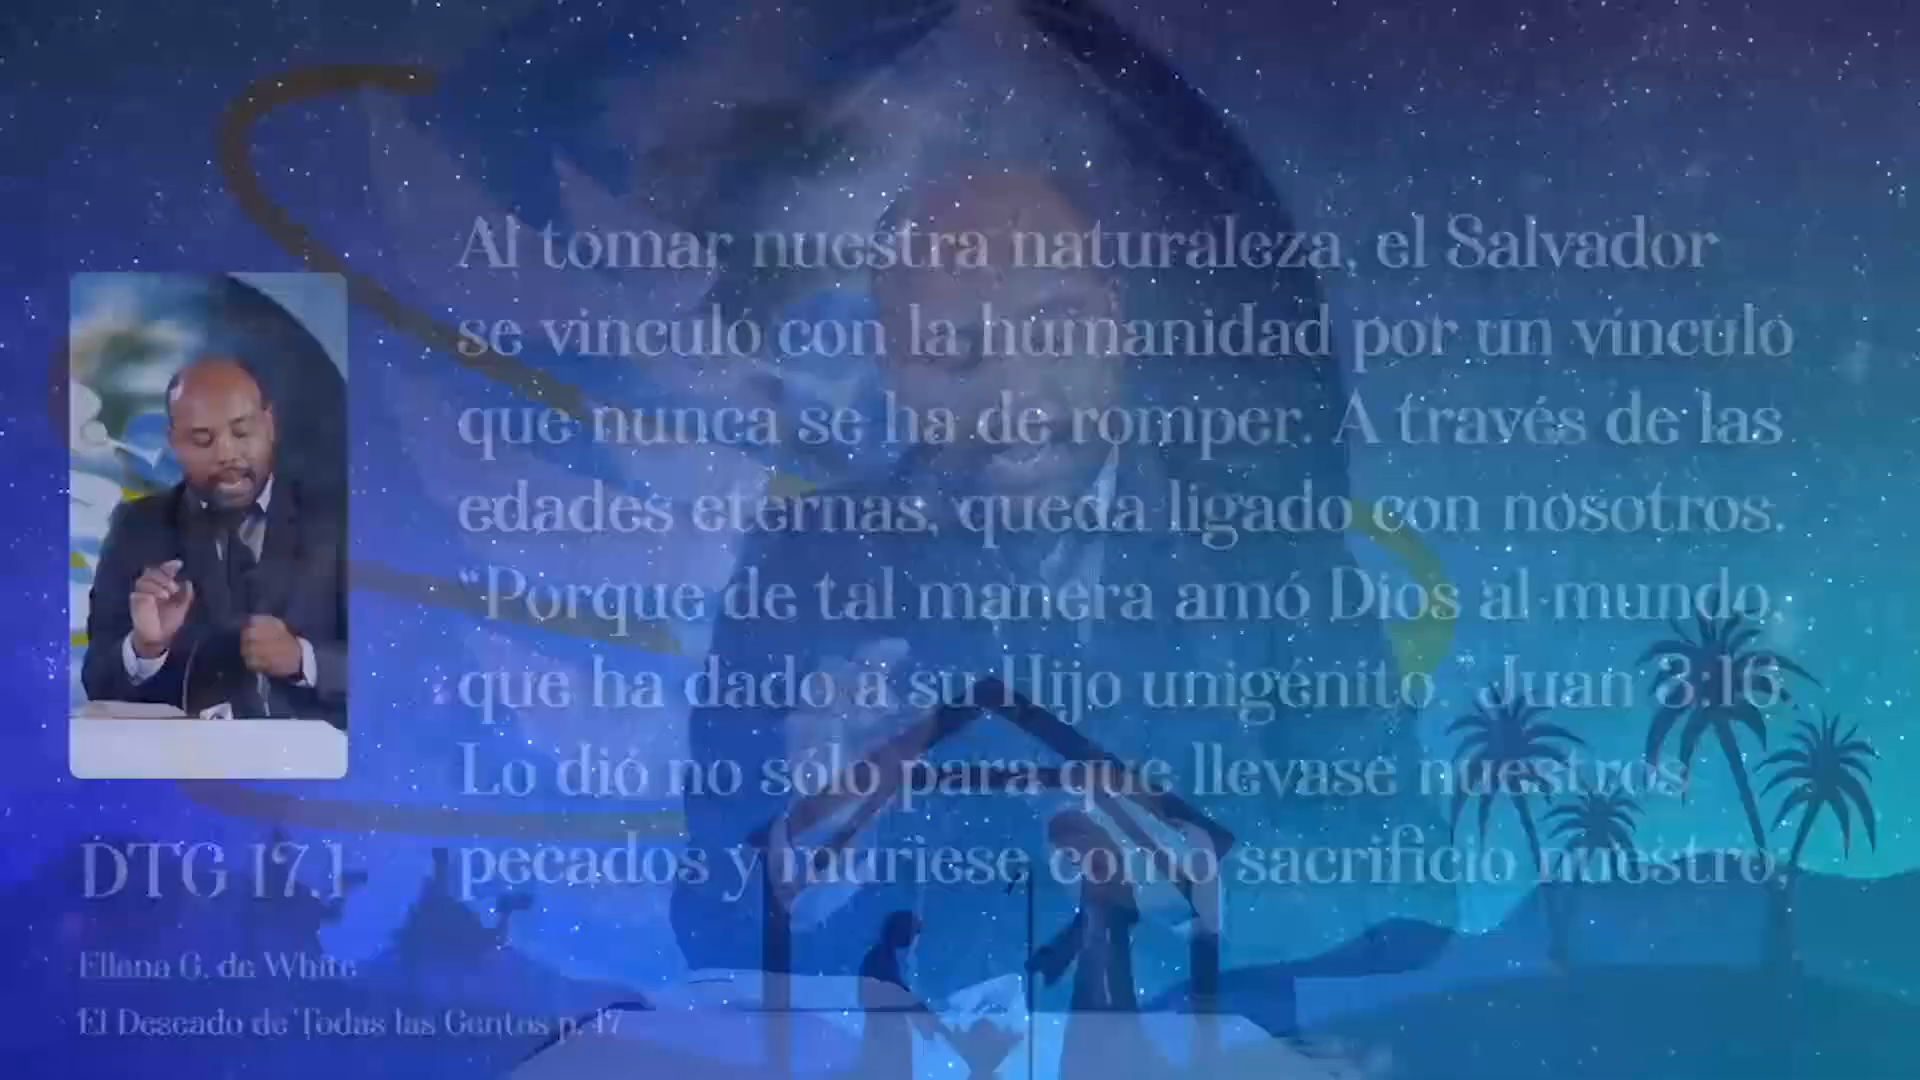 Al tomar nuestra naturaleza, el Salvador
se vinculó con la humanidad por un vínculo
que nunca se ha de romper. A través de las
edades eternas, queda ligado con nosotros.
“Porque de tal manera amó Dios al mundo,
que ha dado a su Hijo unigénito.” Juan 3:16
Lo dió no sólo para que llevase nuestros
pecados y muriese como sacrificio nuestro;
DTG 17.1
Ellena G. de White
El Deseado de Todas las Gentes p. 17